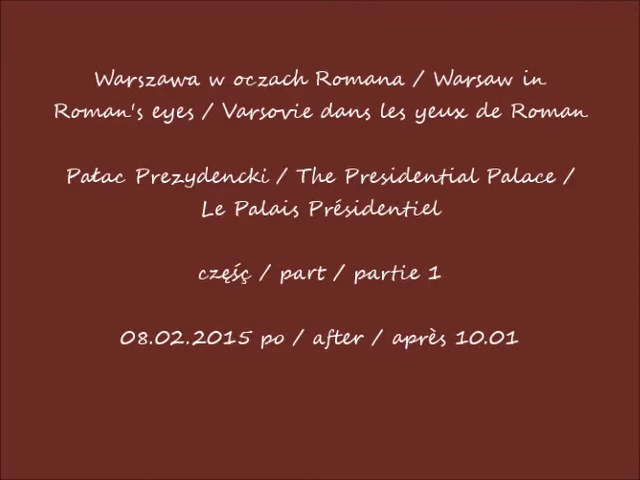 Warszawa w oczach Romana / Warsaw in
Roman's eyes / Varsovie dans les yeux de Roman
Pałac Prezydencki / The Presidential Palace /
Le Palais Présidentiel
częśç / part / partie 1
08.02.2015 po / after / après 10.01